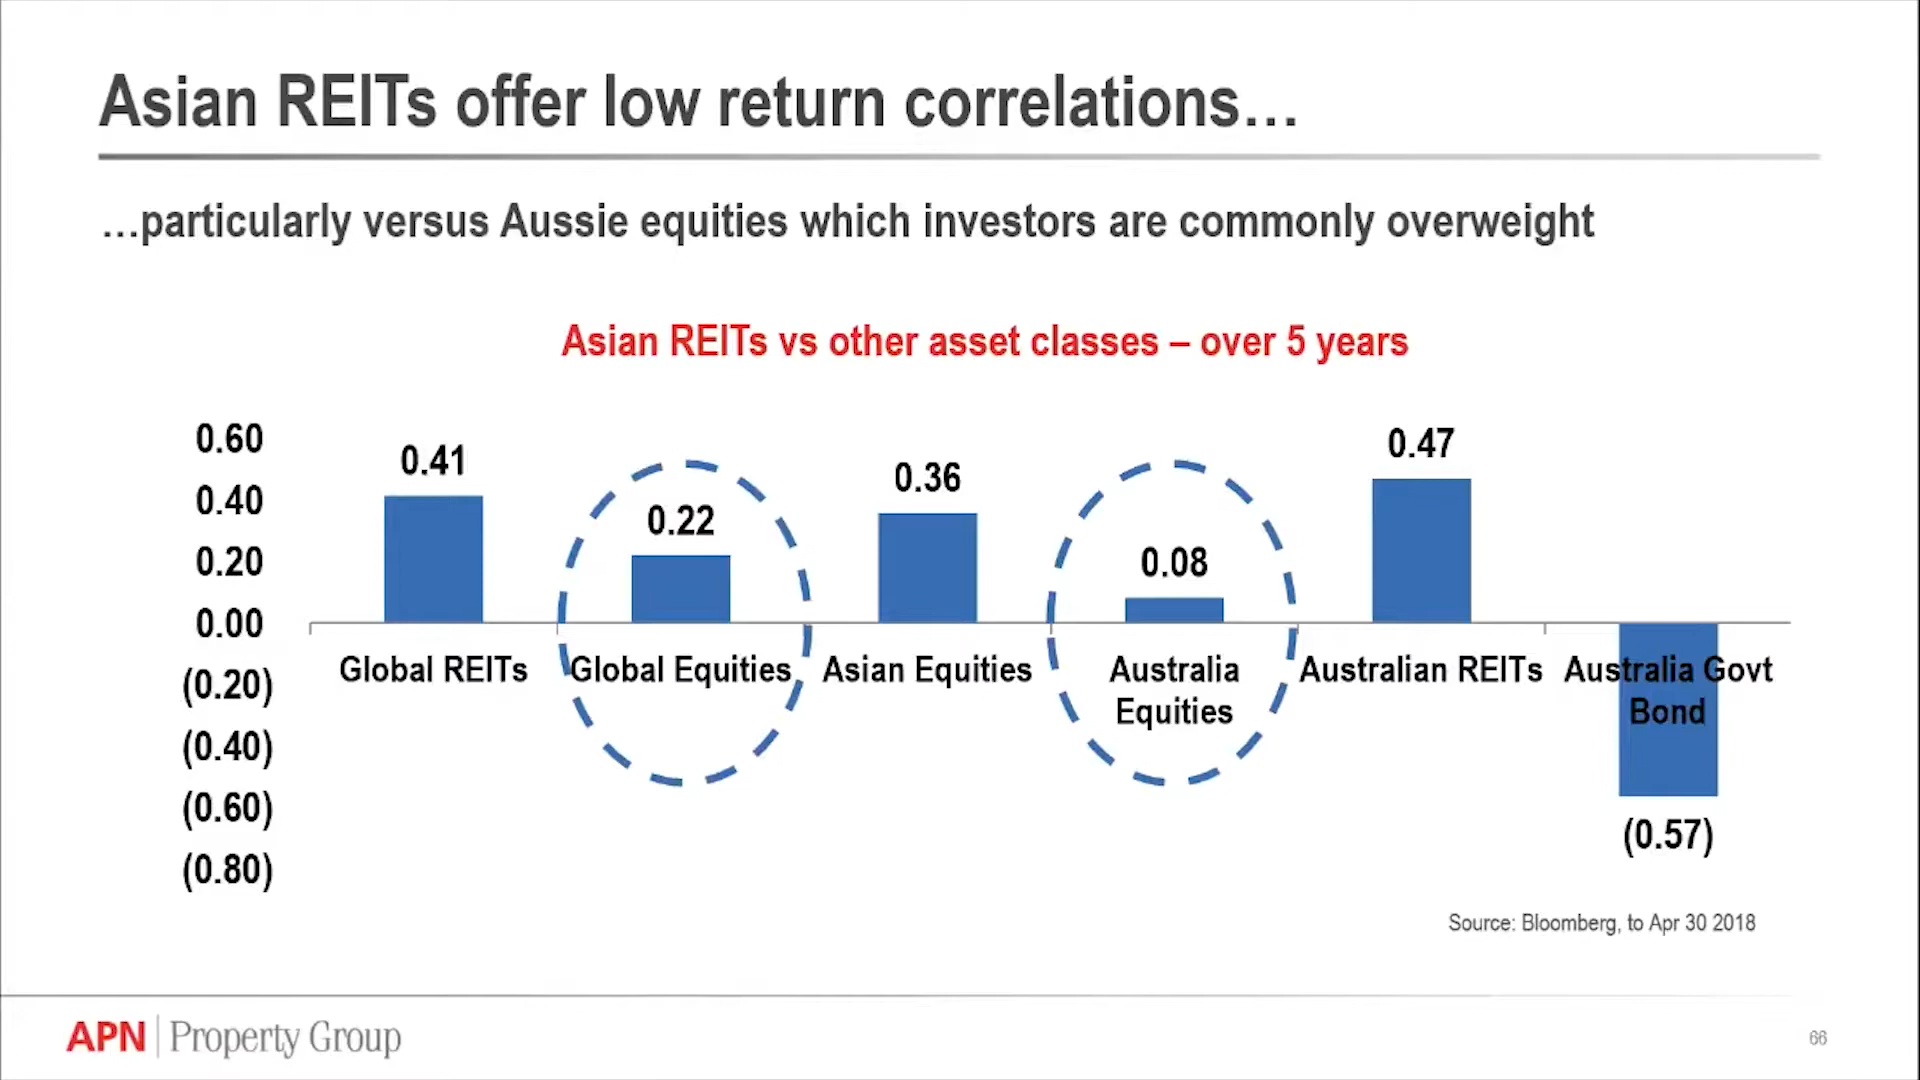 Asian REITs offer low return correlations…
…particularly versus Aussie equities which investors are commonly overweight
Asian REITs vs other asset classes – over 5 years
0.60
0.40
0.20
0.00
(0.20)
(0.40)
(0.60)
(0.80)
0.41
0.22
0.36
0.08
0.47
(0.57)
Global REITs
Global Equities
Asian Equities
Australia
Equities
Australian REITs
Australia Govt
Bond
Source: Bloomberg, to Apr 30 2018
APN Property Group
66